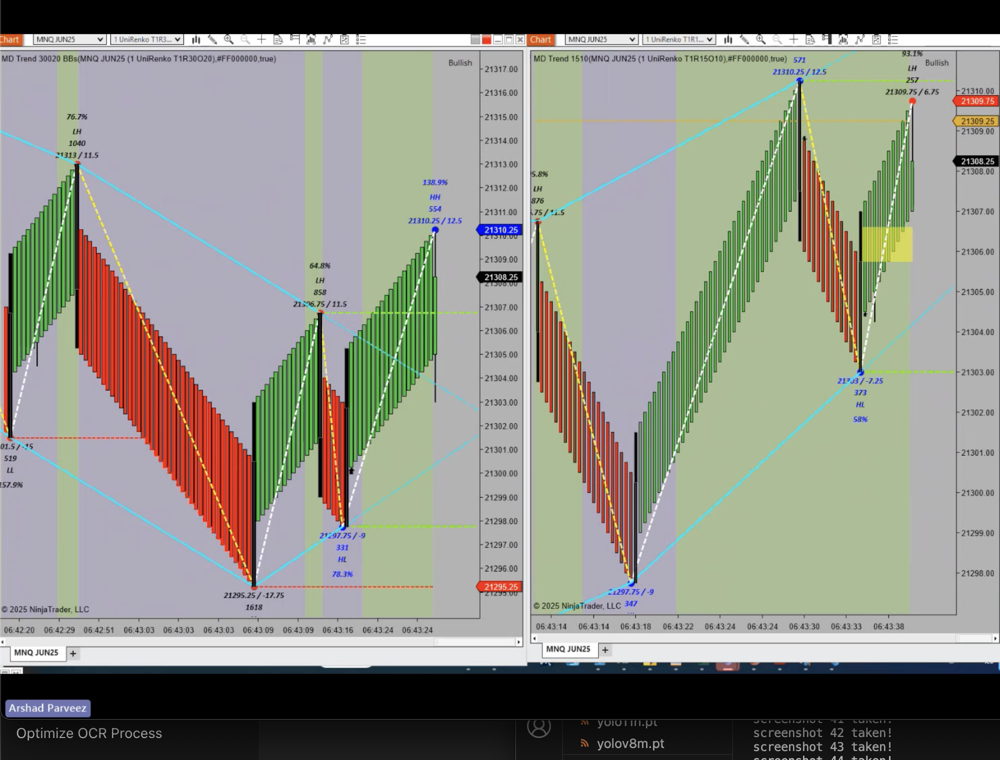 Chart MNQ JUN25 1 UniRenko T1R3...
MD Trend 30020 BBs(MNQ JUN25 (1 UniRenko T1R30O20),#FF000000,true)
Bullish
76.7%
LH
1040
21313 / 11.5
64.8%
LH
858
21306.75 / 11.5
138.9%
HH
554
21310.25 / 12.5
01.5 / -15
519
LL
157.9%
21297.75 / -9
331
HL
78.3%
21295.25 / -17.75
1618
21317.00
21316.00
21315.00
21314.00
21313.00
21312.00
21311.00
21310.25
21308.25
21307.00
21306.00
21305.00
21304.00
21303.00
21302.00
21301.00
21300.00
21299.00
21298.00
21297.00
21296.00
21295.25
© 2025 NinjaTrader, LLC
06:42:20 06:42:29 06:42:51 06:43:03 06:43:03 06:43:03 06:43:09 06:43:09 06:43:16 06:43:24 06:43:24
MNQ JUN25 +
Chart MNQ JUN25 1 UniRenko T1R1...
MD Trend 1510(MNQ JUN25 (1 UniRenko T1R15O10),#FF000000,true)
Bullish
571
21310.25 / 12.5
93.1%
LH
257
21309.75 / 6.75
5.8%
LH
876
.75 / 11.5
21303 / -7.25
373
HL
58%
21297.75 / -9
347
21310.00
21309.75
21309.25
21309.00
21308.25
21308.00
21307.00
21306.00
21305.00
21304.00
21303.00
21302.00
21301.00
21300.00
21299.00
21298.00
© 2025 NinjaTrader, LLC
06:43:14 06:43:14 06:43:18 06:43:22 06:43:24 06:43:24 06:43:30 06:43:33 06:43:38
MNQ JUN25 +
Arshad Parveez
Optimize OCR Process
yolo11n.pt
yolov8m.pt
screenshot 41 taken!
screenshot 42 taken!
screenshot 43 taken!
screenshot 44 taken!